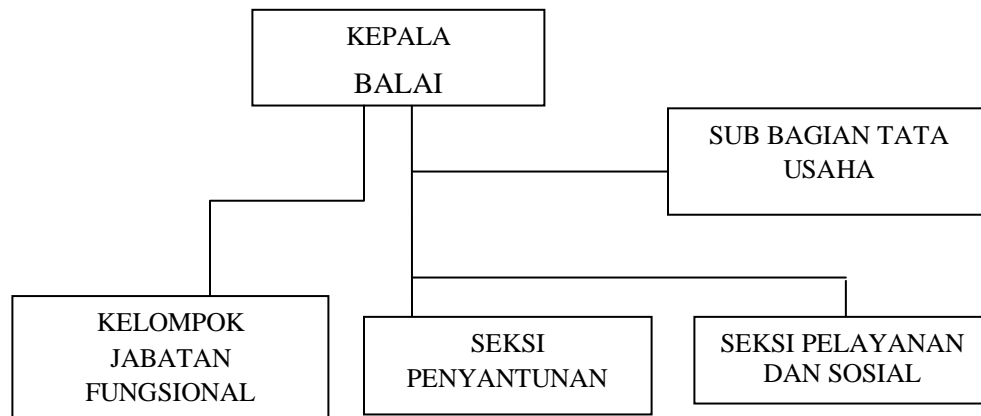 KEPALA
BALAI
SUB BAGIAN TATA
USAHA
KELOMPOK
JABATAN
FUNGSIONAL
SEKSI
PENYANTUNAN
SEKSI PELAYANAN
DAN SOSIAL